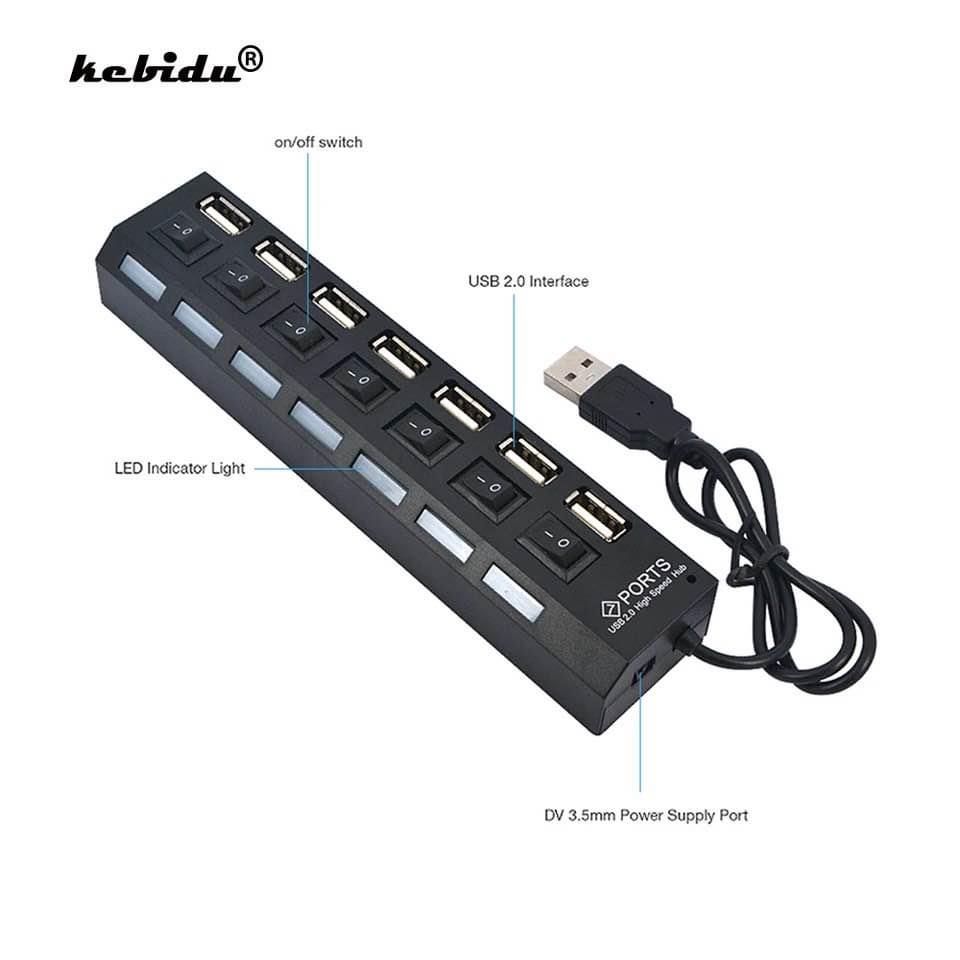 kebidu®
on/off switch
USB 2.0 Interface
LED Indicator Light
7 PORTS
USB 2.0 High Speed Hub
DV 3.5mm Power Supply Port